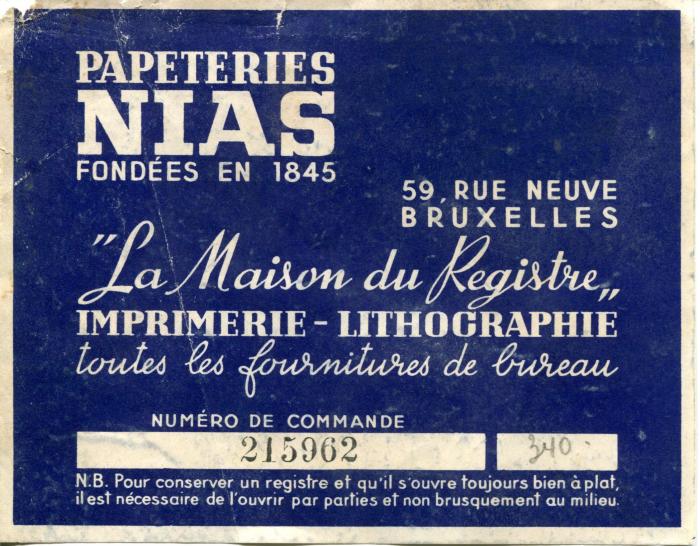 PAPETERIES
NIAS
FONDÉES EN 1845
59, RUE NEUVE
BRUXELLES
"La Maison du Registre„
IMPRIMERIE - LITHOGRAPHIE
toutes les fournitures de bureau
NUMÉRO DE COMMANDE
215962
340.
N.B. Pour conserver un registre et qu'il s'ouvre toujours bien à plat,
il est nécessaire de l'ouvrir par parties et non brusquement au milieu.